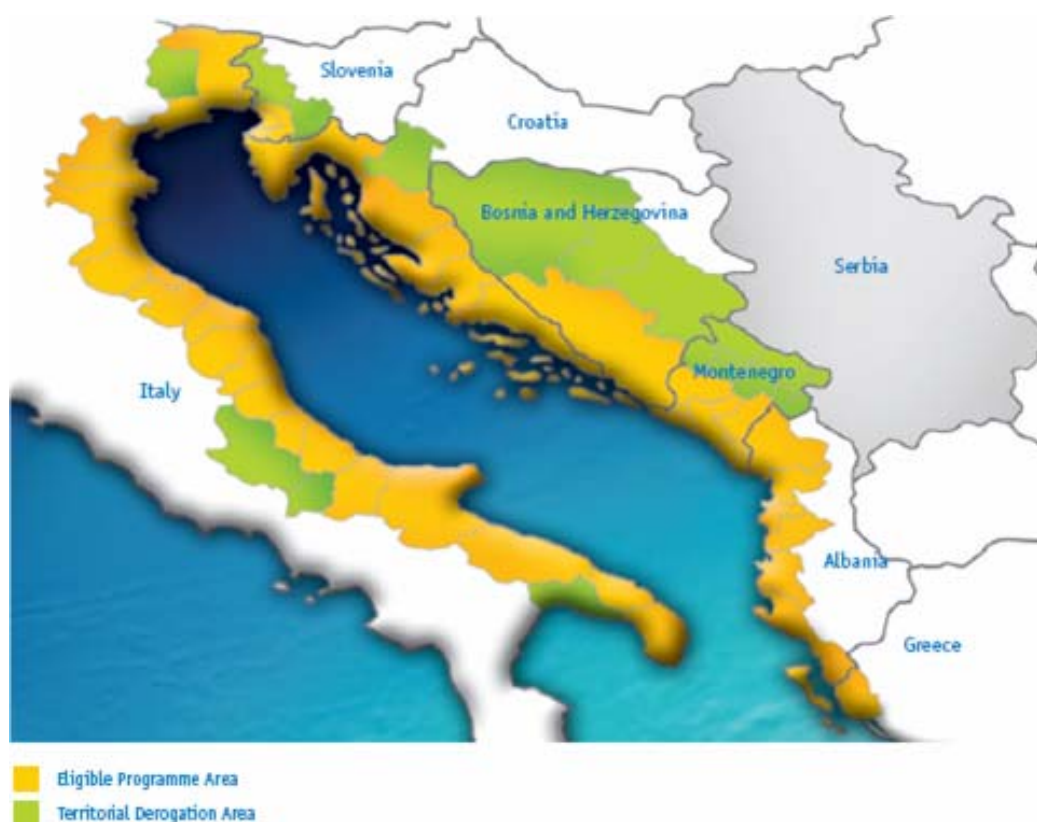 Slovenia
Croatia
Bosnia and Herzegovina
Serbia
Montenegro
Italy
Albania
Greece
Eligible Programme Area
Territorial Derogation Area